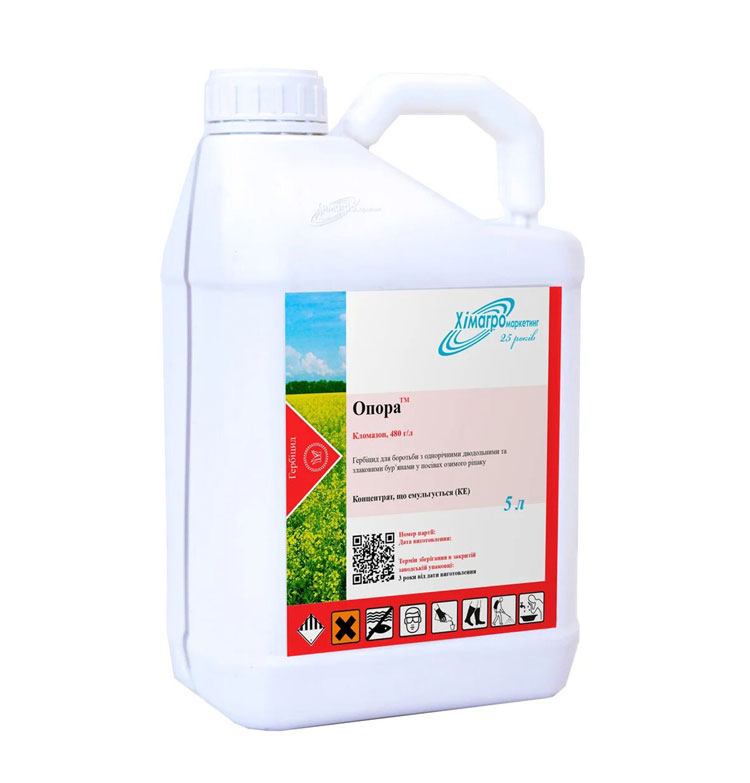 Хімагро
Хімагромаркетинг
25 років
Опора™
Кломазон, 480 г/л
Гербіцид для боротьби з однорічними дводольними та
злаковими бур'янами у посівах озимого ріпаку
Концентрат, що емульгується (КЕ)
5 л
Гербіцид
Номер партії:
Дата виготовлення:
Термін зберігання в закритій
заводській упаковці:
3 роки від дати виготовлення